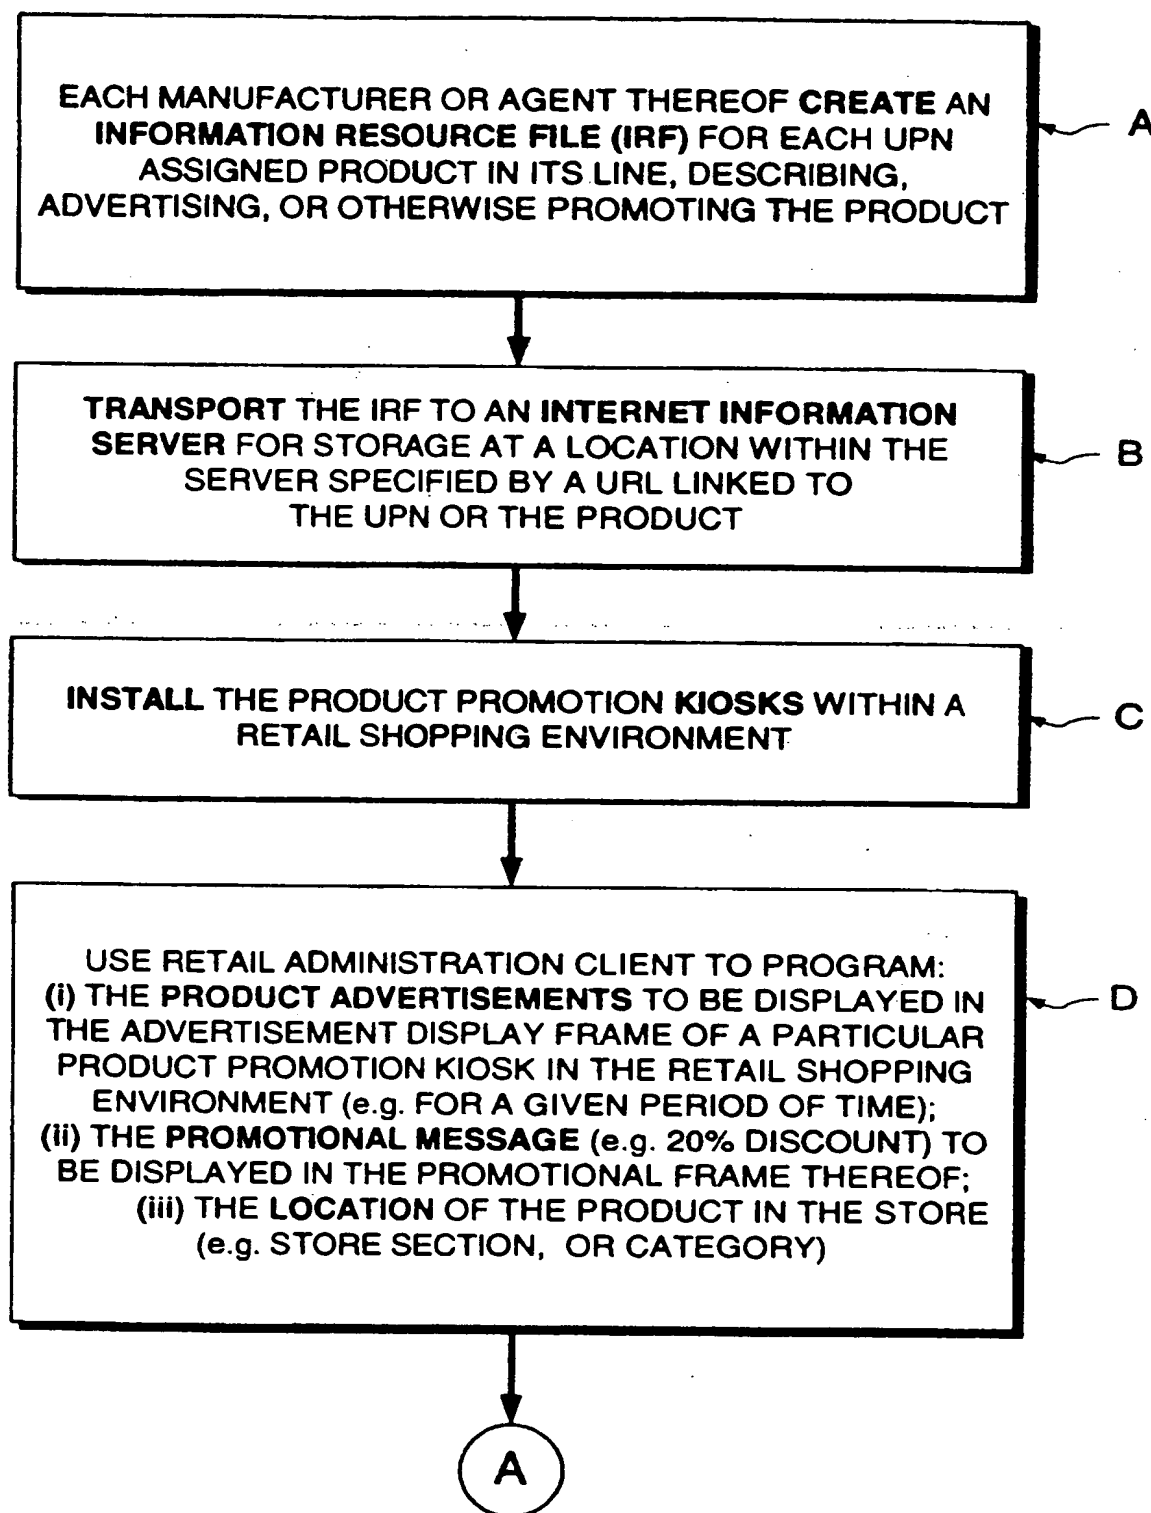 EACH MANUFACTURER OR AGENT THEREOF CREATE AN
INFORMATION RESOURCE FILE (IRF) FOR EACH UPN
ASSIGNED PRODUCT IN ITS LINE, DESCRIBING,
ADVERTISING, OR OTHERWISE PROMOTING THE PRODUCT
A
TRANSPORT THE IRF TO AN INTERNET INFORMATION
SERVER FOR STORAGE AT A LOCATION WITHIN THE
SERVER SPECIFIED BY A URL LINKED TO
THE UPN OR THE PRODUCT
B
INSTALL THE PRODUCT PROMOTION KIOSKS WITHIN A
RETAIL SHOPPING ENVIRONMENT
C
USE RETAIL ADMINISTRATION CLIENT TO PROGRAM:
(i) THE PRODUCT ADVERTISEMENTS TO BE DISPLAYED IN
THE ADVERTISEMENT DISPLAY FRAME OF A PARTICULAR
PRODUCT PROMOTION KIOSK IN THE RETAIL SHOPPING
ENVIRONMENT (e.g. FOR A GIVEN PERIOD OF TIME);
(ii) THE PROMOTIONAL MESSAGE (e.g. 20% DISCOUNT) TO
BE DISPLAYED IN THE PROMOTIONAL FRAME THEREOF;
(iii) THE LOCATION OF THE PRODUCT IN THE STORE
(e.g. STORE SECTION, OR CATEGORY)
D
A